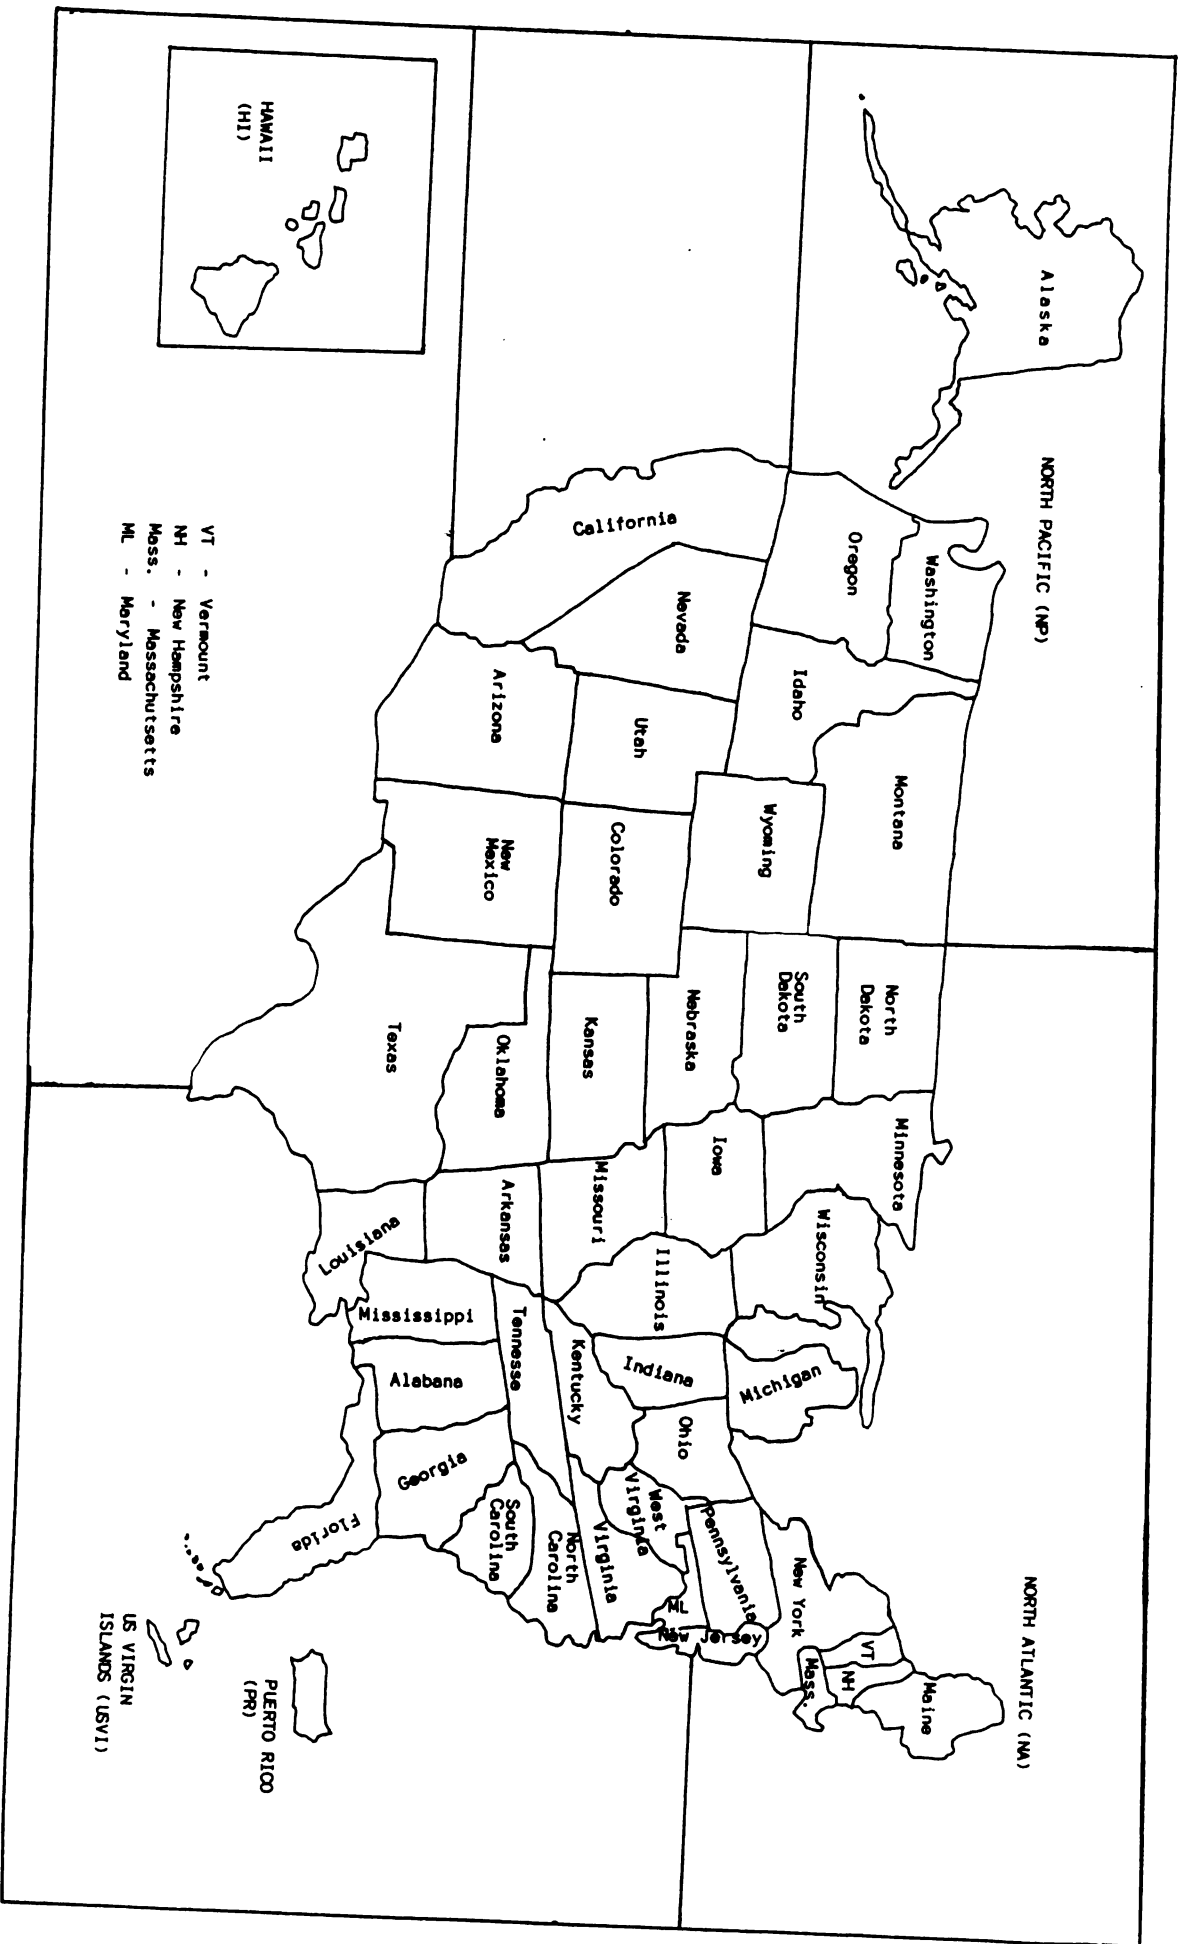 NORTH PACIFIC (NP)
NORTH ATLANTIC (NA)
Alaska
Washington
Oregon
California
Nevada
Idaho
Montana
Wyoming
Utah
Arizona
Colorado
New
Mexico
North
Dakota
South
Dakota
Nebraska
Kansas
Oklahoma
Texas
Minnesota
Iowa
Missouri
Arkansas
Louisiana
Wisconsin
Illinois
Mississippi
Michigan
Indiana
Ohio
Kentucky
Tennesse
Alabana
Georgia
Florida
South
Carolina
North
Carolina
Virginia
West
Virginia
Pennsylvania
ML
New Jersey
New York
VT
NH
Mass.
Maine
HAWAII
(HI)
VT - Vermount
NH - New Hampshire
Mass. - Massachutsetts
ML - Maryland
PUERTO RICO
(PR)
US VIRGIN
ISLANDS (USVI)